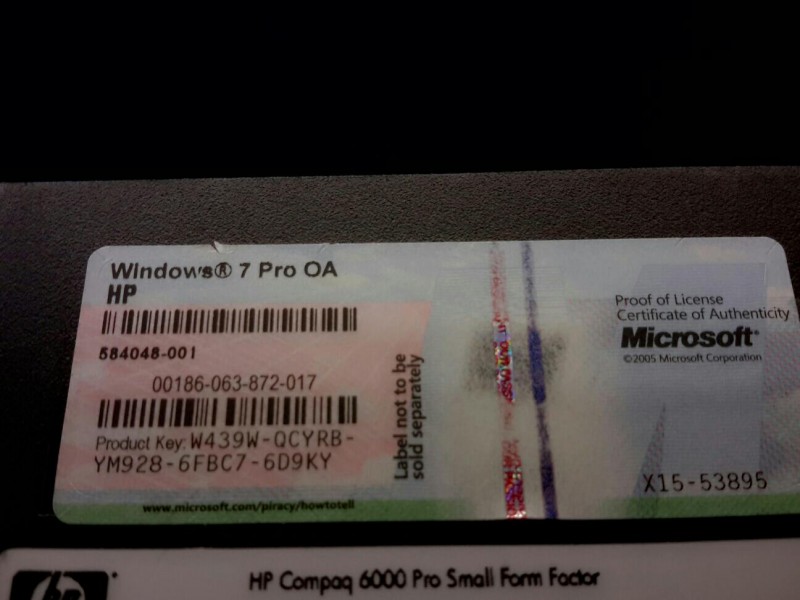 Windows® 7 Pro OA
HP
584048-001
00186-063-872-017
Product Key: W439W-QCYRB-
YM928-6FBC7-6D9KY
www.microsoft.com/piracy/howtotell
Label not to be
sold separately
Proof of License
Certificate of Authenticity
Microsoft®
©2005 Microsoft Corporation
X15-53895
hp
HP Compaq 6000 Pro Small Form Factor